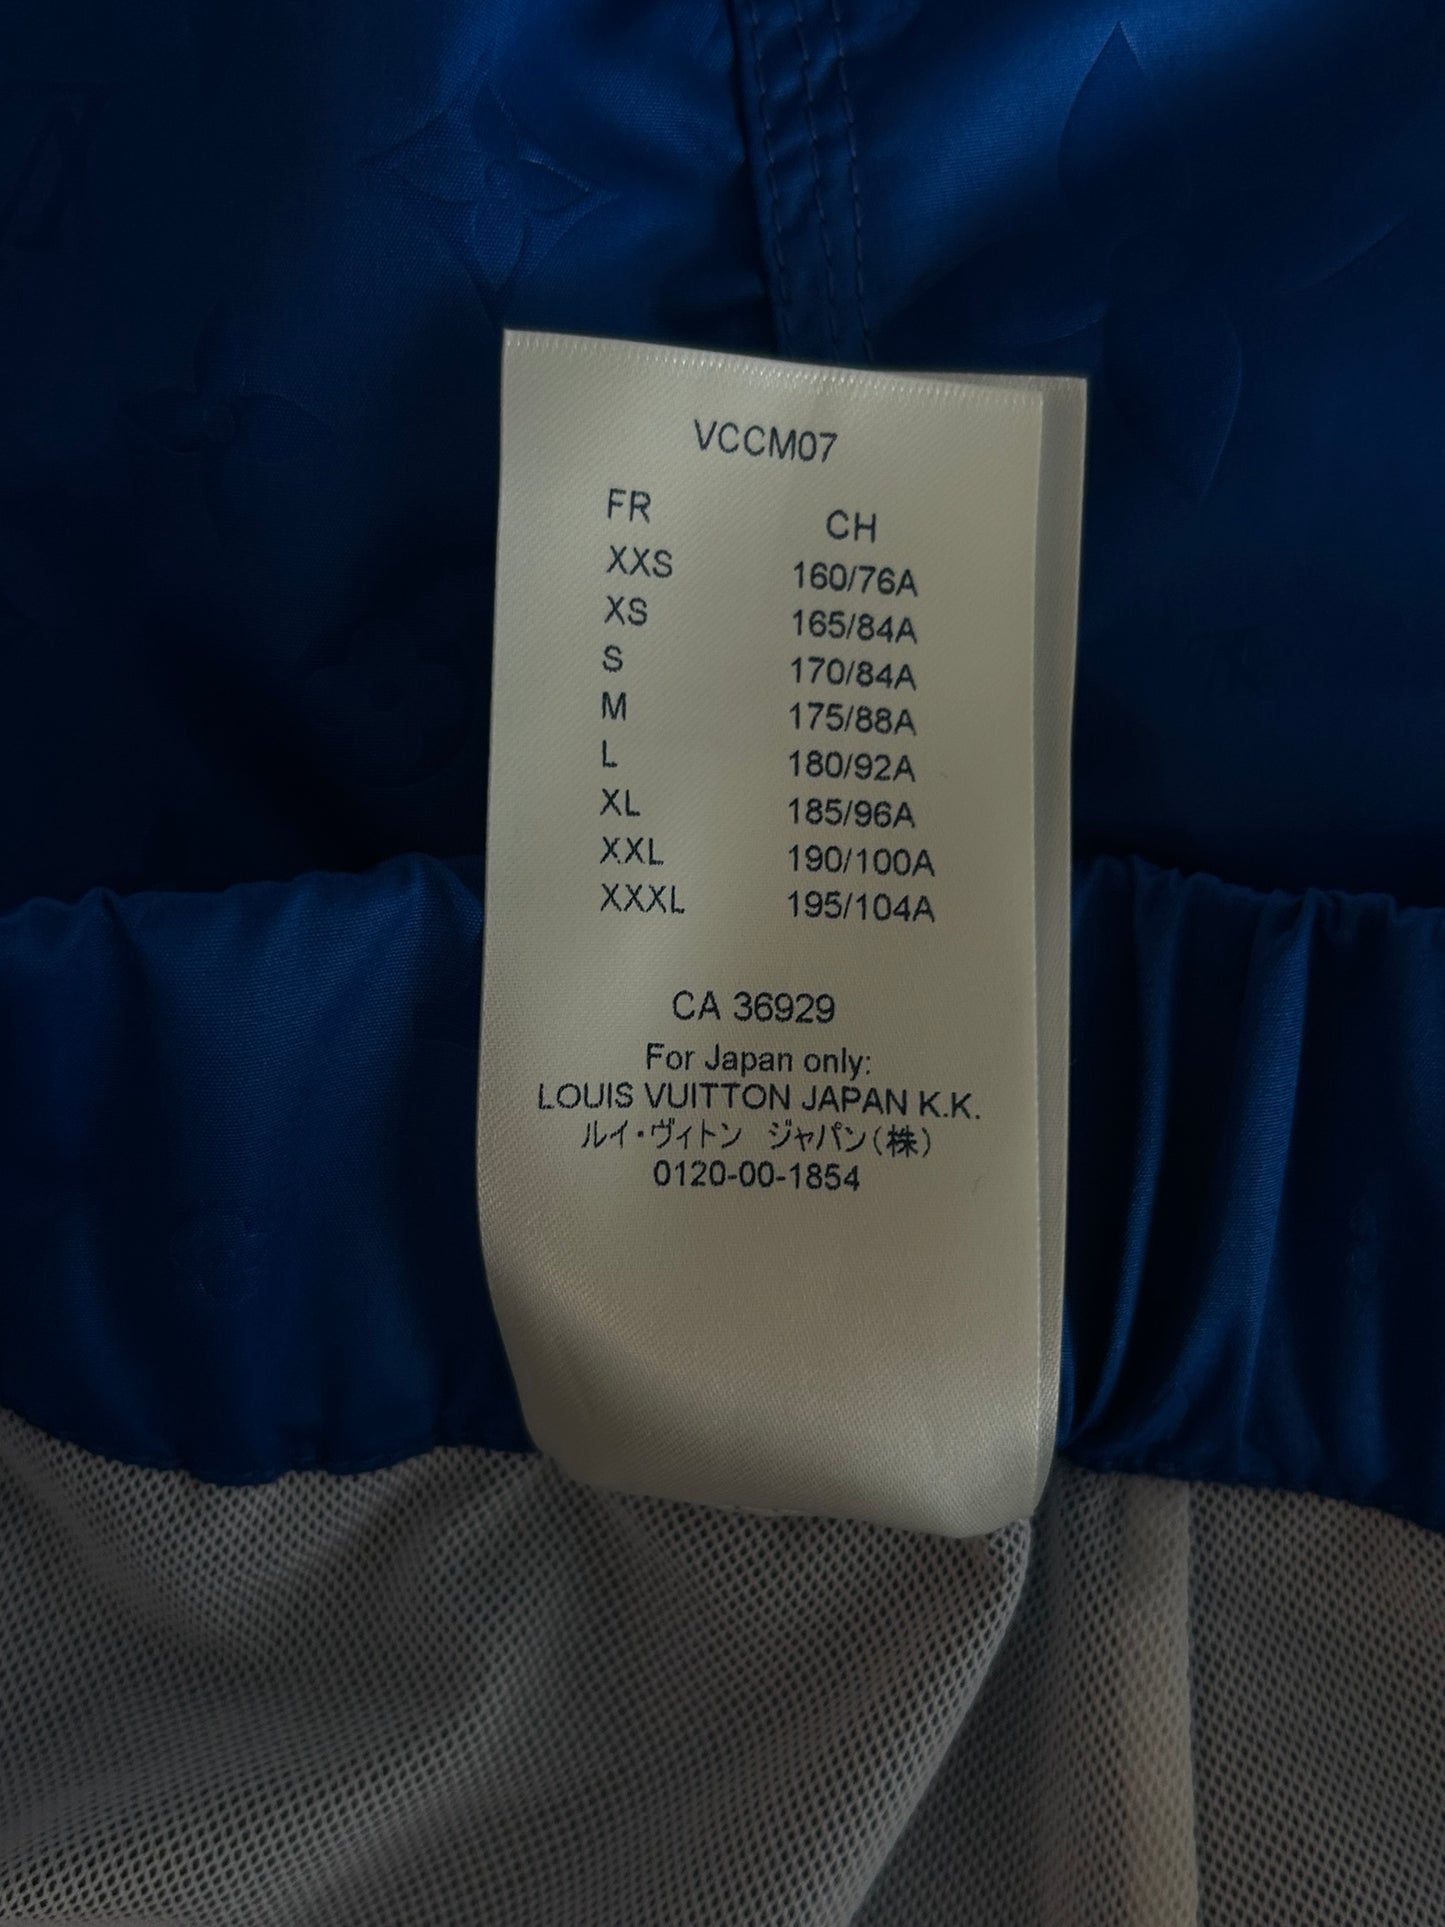 VCCM07
FR CH
XXS 160/76A
XS 165/84A
S 170/84A
M 175/88A
L 180/92A
XL 185/96A
XXL 190/100A
XXXL 195/104A
CA 36929
For Japan only:
LOUIS VUITTON JAPAN K.K.
ルイ・ヴィトン ジャパン(株)
0120-00-1854